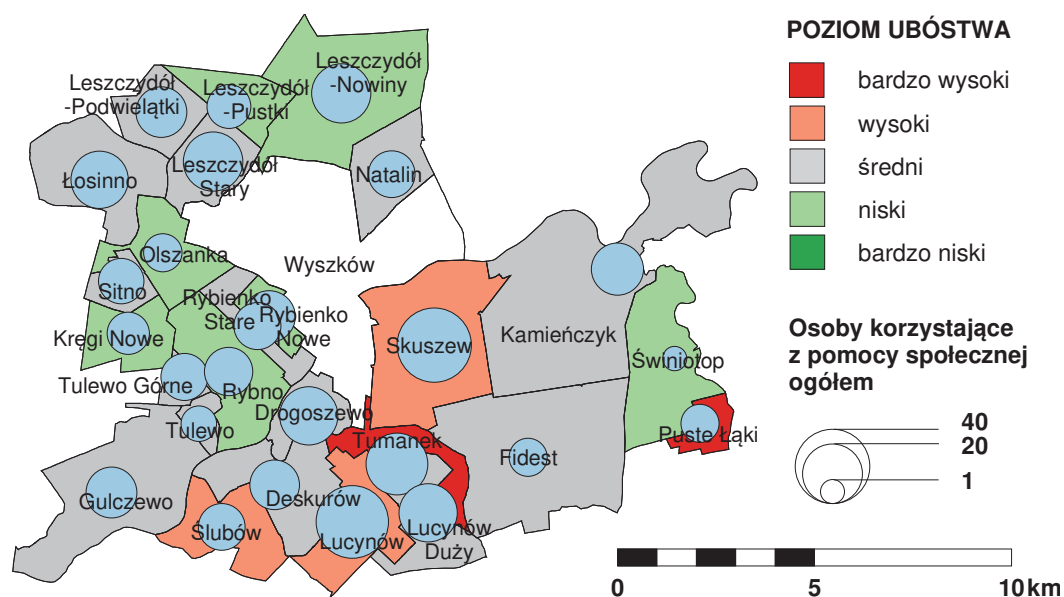 POZIOM UBÓSTWA
bardzo wysoki
wysoki
średni
niski
bardzo niski
Osoby korzystające
z pomocy społecznej
ogółem
40
20
1
0
5
10 km
Leszczydół
-Podwielątki
Leszczydół
-Pustki
Leszczydół
-Nowiny
Łosinno
Leszczydół
Stary
Natalin
Olszanka
Wyszków
Sitno
Rybienko
Stare
Rybienko
Nowe
Kręgi Nowe
Skuszew
Kamieńczyk
Świniotop
Tulewo Górne
Rybno
Drogoszewo
Tulewo
Tumanek
Puste Łąki
Fidest
Gulczewo
Deskurów
Ślubów
Lucynów
Lucynów
Duży